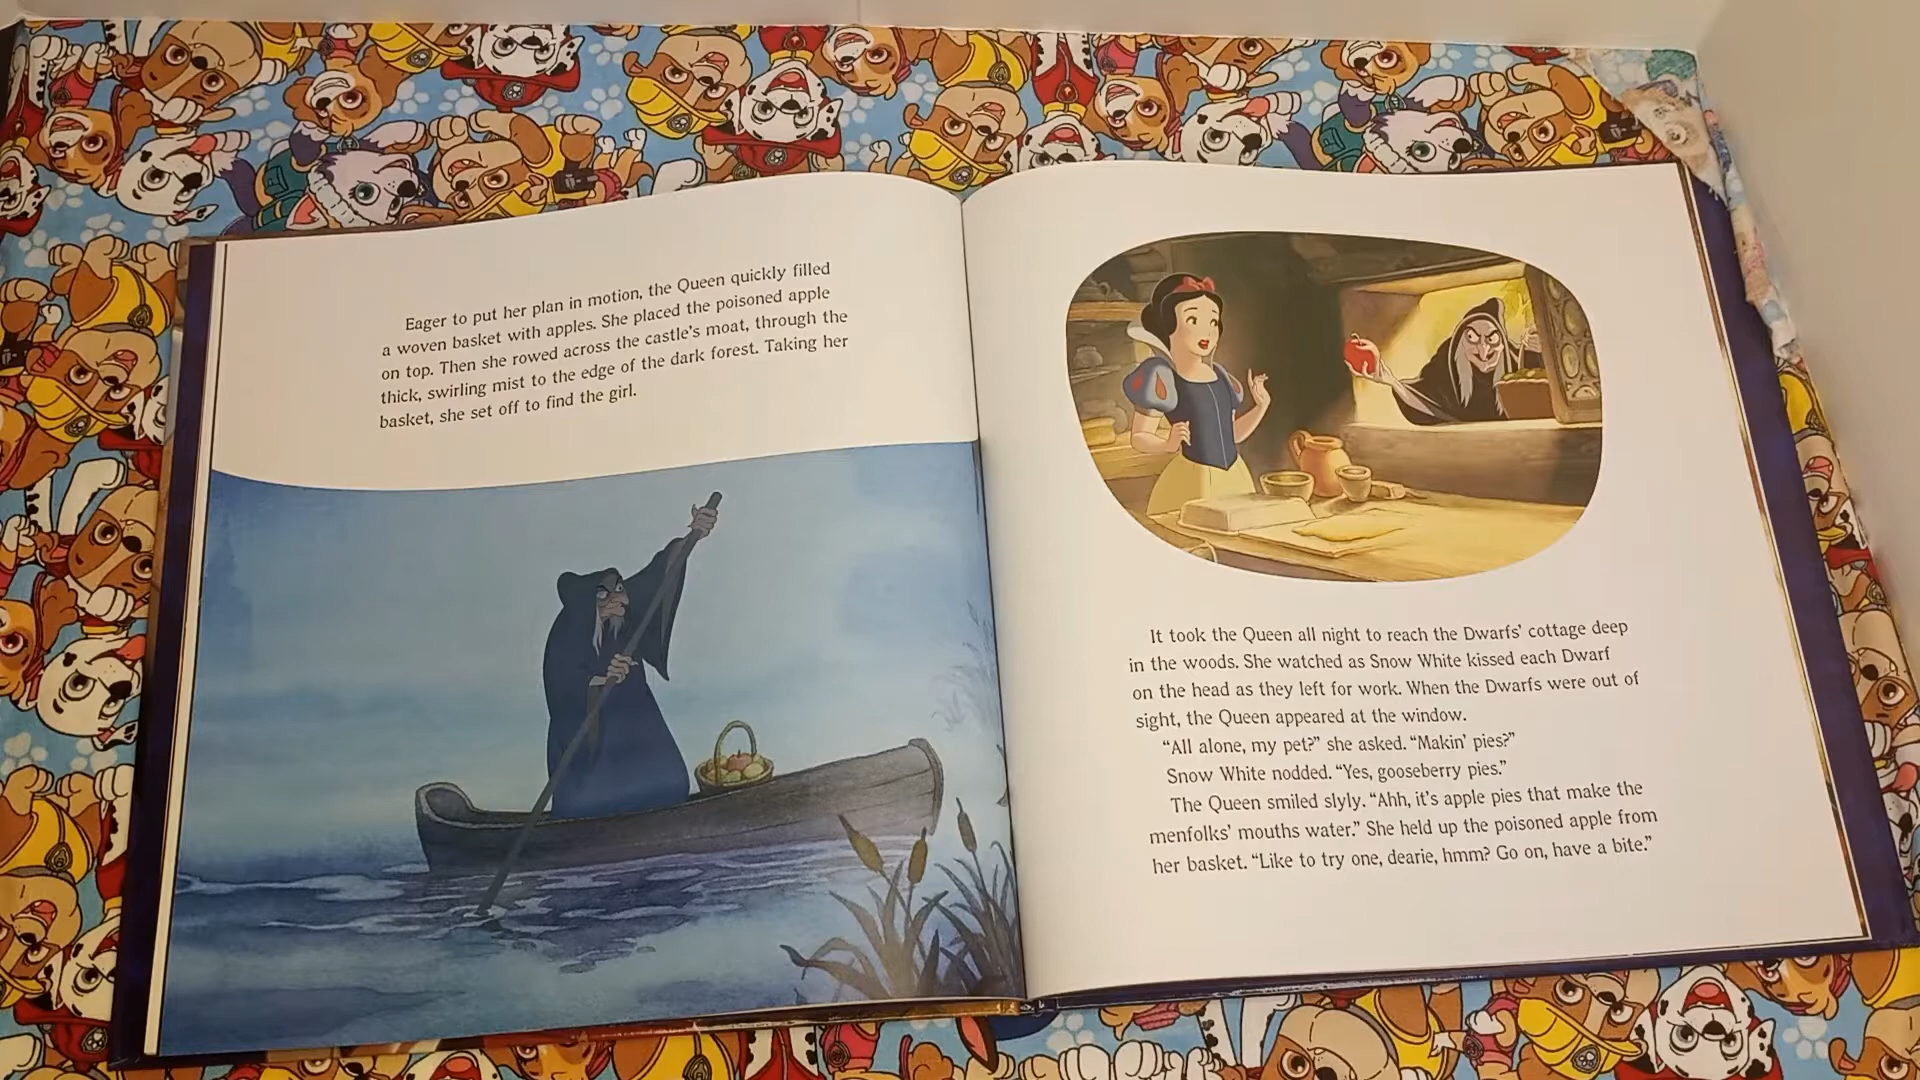 Eager to put her plan in motion, the Queen quickly filled
a woven basket with apples. She placed the poisoned apple
on top. Then she rowed across the castle's moat, through the
thick, swirling mist to the edge of the dark forest. Taking her
basket, she set off to find the girl.
It took the Queen all night to reach the Dwarfs' cottage deep
in the woods. She watched as Snow White kissed each Dwarf
on the head as they left for work. When the Dwarfs were out of
sight, the Queen appeared at the window.
“All alone, my pet?” she asked. “Makin' pies?”
Snow White nodded. “Yes, gooseberry pies.”
The Queen smiled slyly. “Ahh, it's apple pies that make the
menfolks' mouths water.” She held up the poisoned apple from
her basket. “Like to try one, dearie, hmm? Go on, have a bite.”